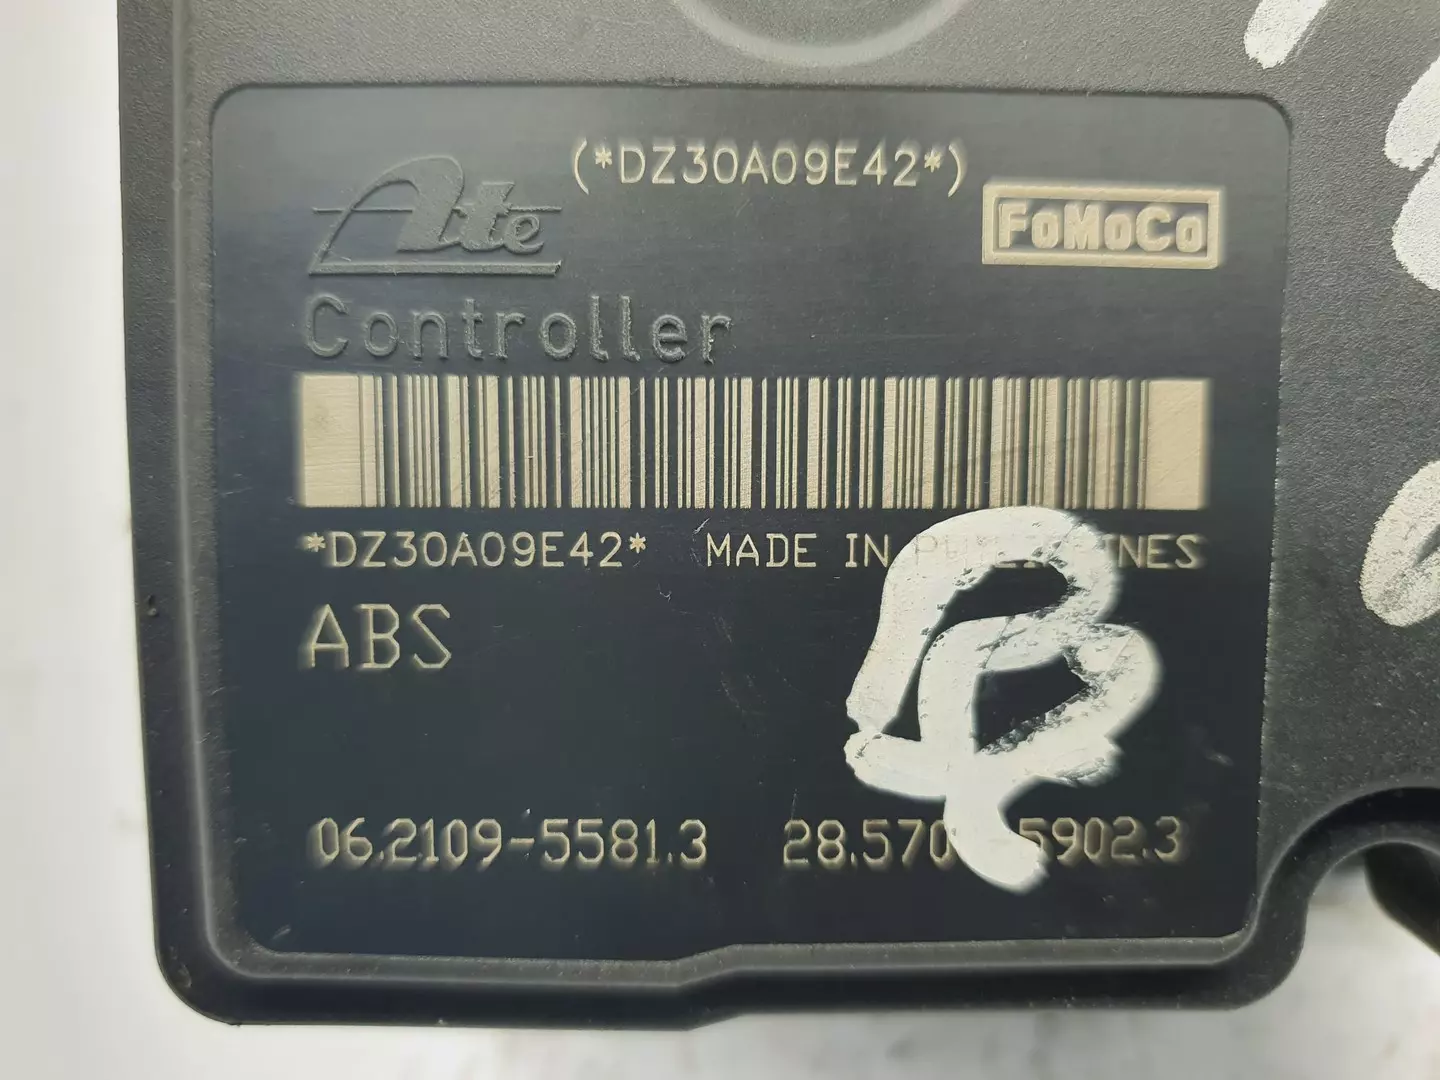 (*DZ30A09E42*)
Ate
FoMoCo
Controller
*DZ30A09E42* MADE IN
ABS
06.2109-5581.3 28.570 5902.3